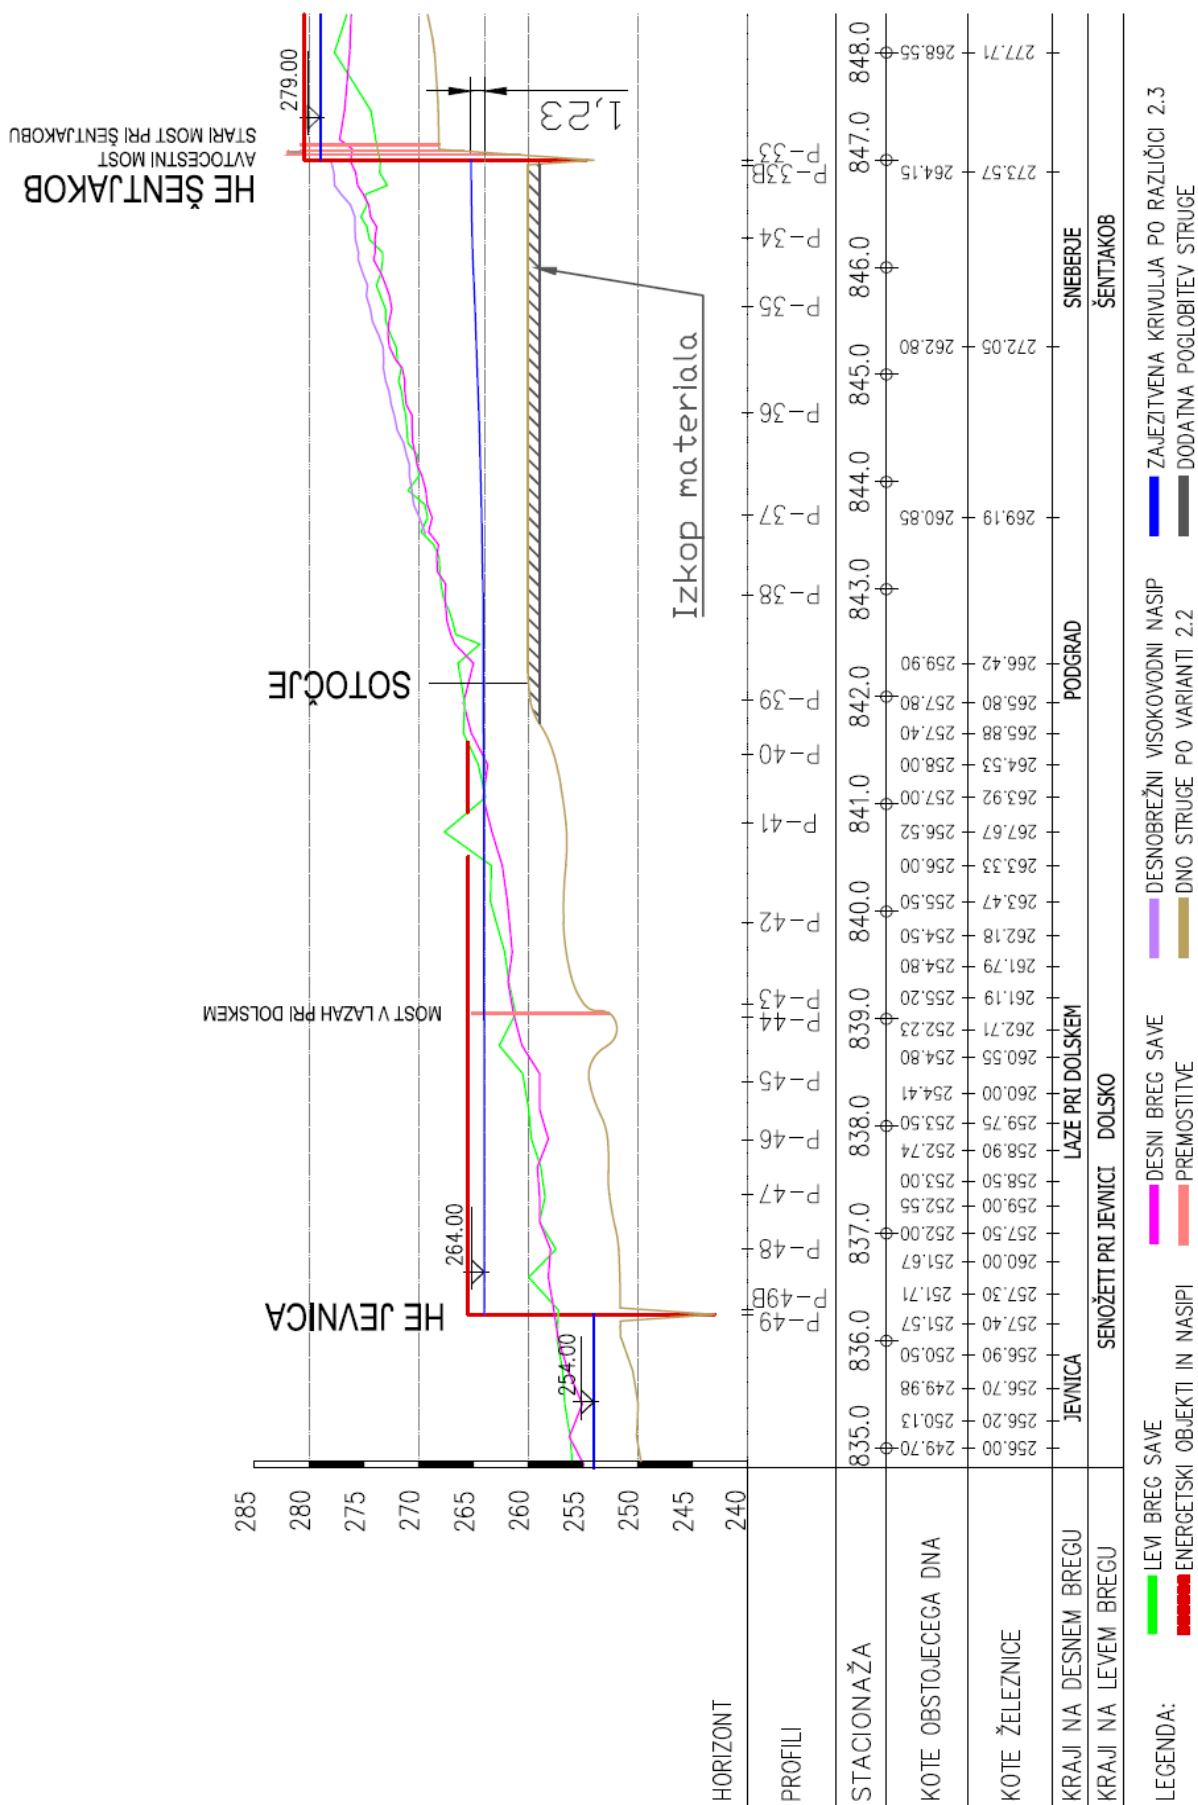 HE JEVNICA
MOST V LAZAH PRI DOLSKEM
SOTOČJE
HE ŠENTJAKOB
AVTOCESTNI MOST
STARI MOST PRI ŠENTJAKOBU
254.00
264.00
279.00
1,23
Izkop materiala
285
280
275
270
265
260
255
250
245
240
HORIZONT
PROFILI
P-49
P-49B
P-48
P-47
P-46
P-45
P-44
P-43
P-42
P-41
P-40
P-39
P-38
P-37
P-36
P-35
P-34
P-33B
P-33
STACIONAŽA
835.0
836.0
837.0
838.0
839.0
840.0
841.0
842.0
843.0
844.0
845.0
846.0
847.0
848.0
KOTE OBSTOJECEGA DNA
249.70
250.13
249.98
250.50
251.57
251.71
251.67
252.00
252.55
253.00
252.74
253.50
254.41
254.80
252.23
255.20
254.80
254.50
255.50
256.00
256.52
257.00
258.00
257.40
257.80
259.90
260.85
262.80
264.15
268.55
KOTE ŽELEZNICE
256.00
256.20
256.70
256.90
257.40
257.30
260.00
257.50
259.00
258.50
258.90
259.75
260.00
260.55
262.71
261.19
261.79
262.18
263.47
263.33
267.67
263.92
264.53
265.88
265.80
266.42
269.19
272.05
273.57
277.71
KRAJI NA DESNEM BREGU
JEVNICA
LAZE PRI DOLSKEM
PODGRAD
SNEBERJE
KRAJI NA LEVEM BREGU
SENOŽETI PRI JEVNICI
DOLSKO
ŠENTJAKOB
LEGENDA:
LEVI BREG SAVE
DESNI BREG SAVE
DESNOBREŽNI VISOKOVODNI NASIP
ZAJEZITVENA KRIVULJA PO RAZLIČICI 2.3
ENERGETSKI OBJEKTI IN NASIPI
PREMOSTITVE
DNO STRUGE PO VARIANTI 2.2
DODATNA POGLOBITEV STRUGE